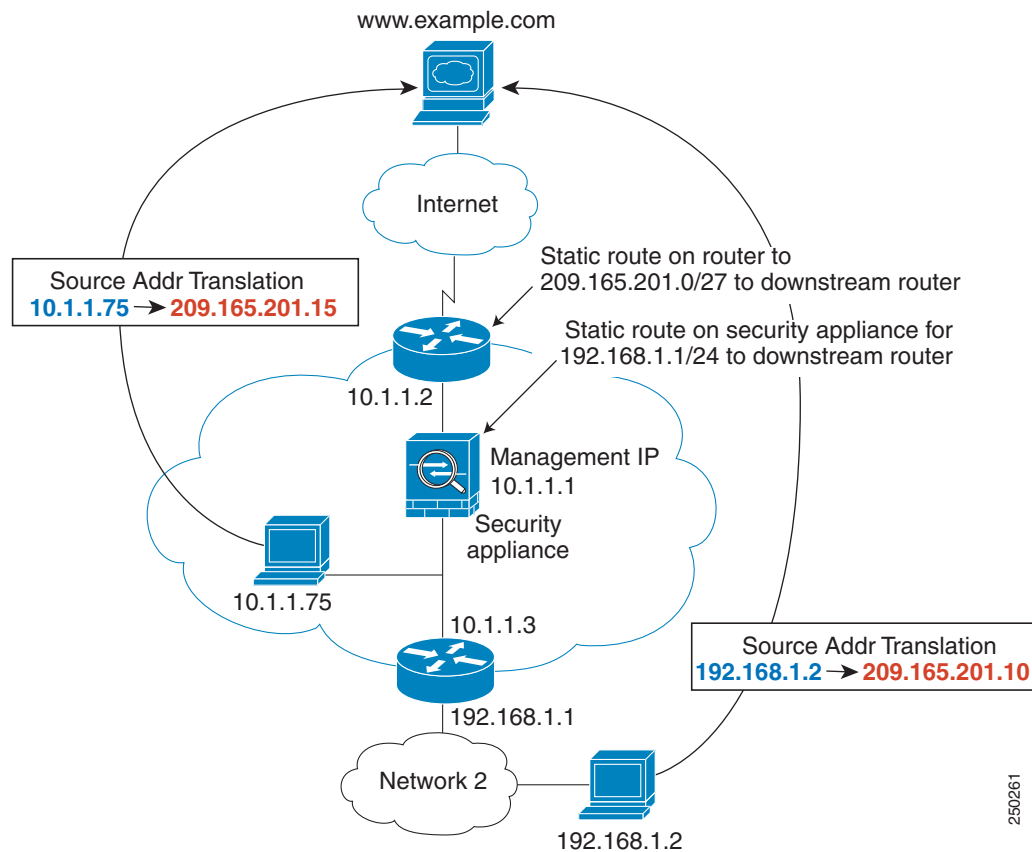 www.example.com
Internet
Static route on router to
209.165.201.0/27 to downstream router
Source Addr Translation
10.1.1.75 209.165.201.15
Static route on security appliance for
192.168.1.1/24 to downstream router
10.1.1.2
Management IP
10.1.1.1
Security
appliance
10.1.1.75
10.1.1.3
Source Addr Translation
192.168.1.2 209.165.201.10
192.168.1.1
Network 2
192.168.1.2
250261